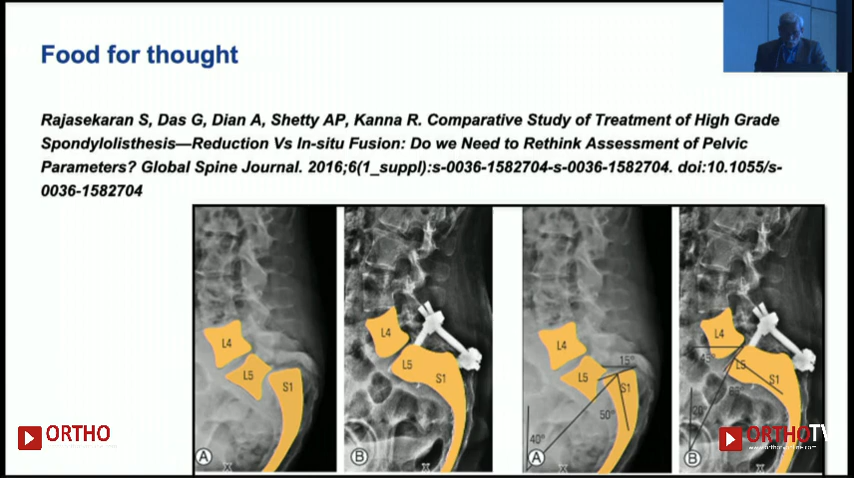 Food for thought
Rajasekaran S, Das G, Dian A, Shetty AP, Kanna R. Comparative Study of Treatment of High Grade
Spondylolisthesis—Reduction Vs In-situ Fusion: Do we Need to Rethink Assessment of Pelvic
Parameters? Global Spine Journal. 2016;6(1_suppl):s-0036-1582704-s-0036-1582704. doi:10.1055/s-
0036-1582704
L4
L5
S1
A
L4
L5
S1
B
L4
L5
S1
15°
50°
40°
A
L4
L5
S1
B
ORTHO
ORTHOTV